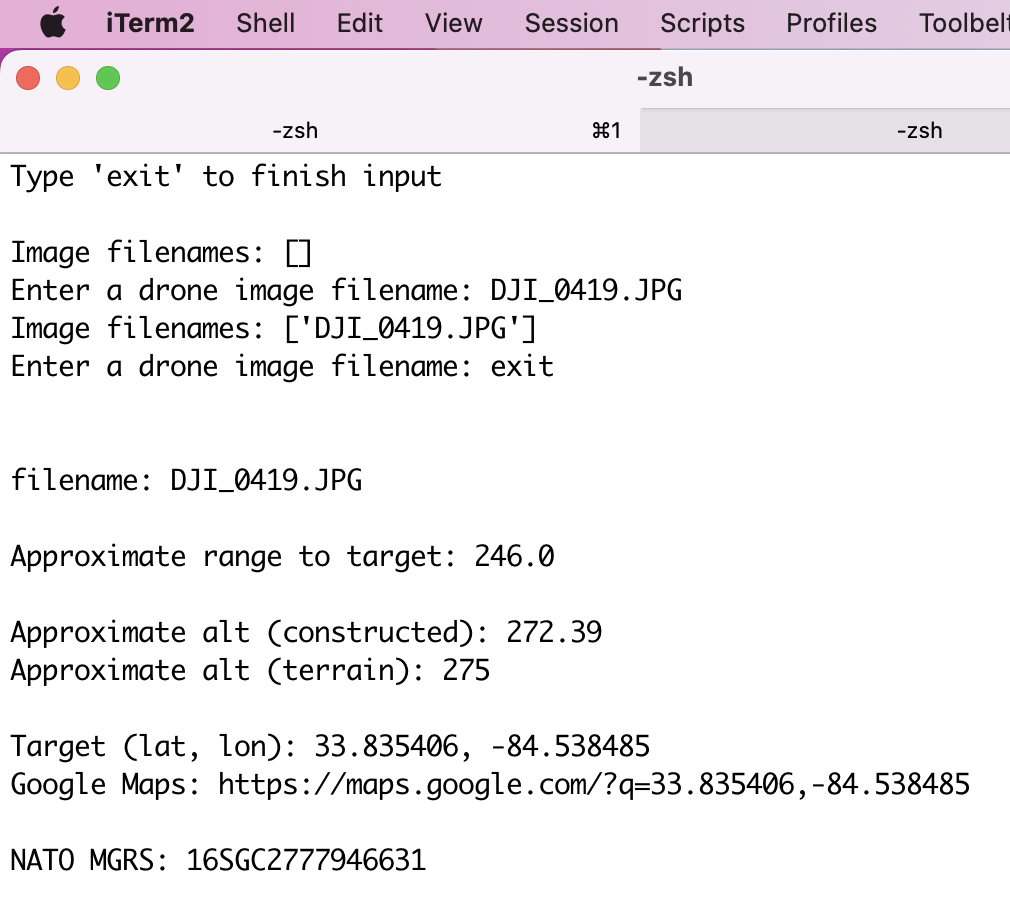 iTerm2 Shell Edit View Session Scripts Profiles Toolbelt
-zsh
-zsh ⌘1 -zsh
Type 'exit' to finish input
Image filenames: []
Enter a drone image filename: DJI_0419.JPG
Image filenames: ['DJI_0419.JPG']
Enter a drone image filename: exit
filename: DJI_0419.JPG
Approximate range to target: 246.0
Approximate alt (constructed): 272.39
Approximate alt (terrain): 275
Target (lat, lon): 33.835406, -84.538485
Google Maps: https://maps.google.com/?q=33.835406,-84.538485
NATO MGRS: 16SGC2777946631